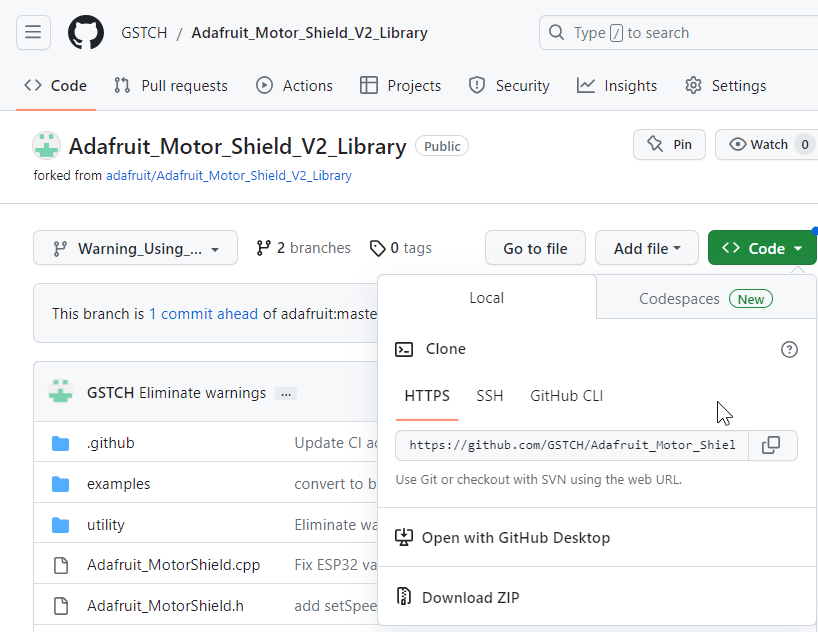 GSTCH / Adafruit_Motor_Shield_V2_Library
Type / to search
Code Pull requests Actions Projects Security Insights Settings
Adafruit_Motor_Shield_V2_Library Public
Pin Watch 0
forked from adafruit/Adafruit_Motor_Shield_V2_Library
Warning_Using_... 2 branches 0 tags Go to file Add file Code
This branch is 1 commit ahead of adafruit:maste
GSTCH Eliminate warnings ...
.github Update CI ac
examples convert to b
utility Eliminate wa
Adafruit_MotorShield.cpp Fix ESP32 va
Adafruit_MotorShield.h add setSpee
Local Codespaces New
Clone
HTTPS SSH GitHub CLI
https://github.com/GSTCH/Adafruit_Motor_Shiel
Use Git or checkout with SVN using the web URL.
Open with GitHub Desktop
Download ZIP